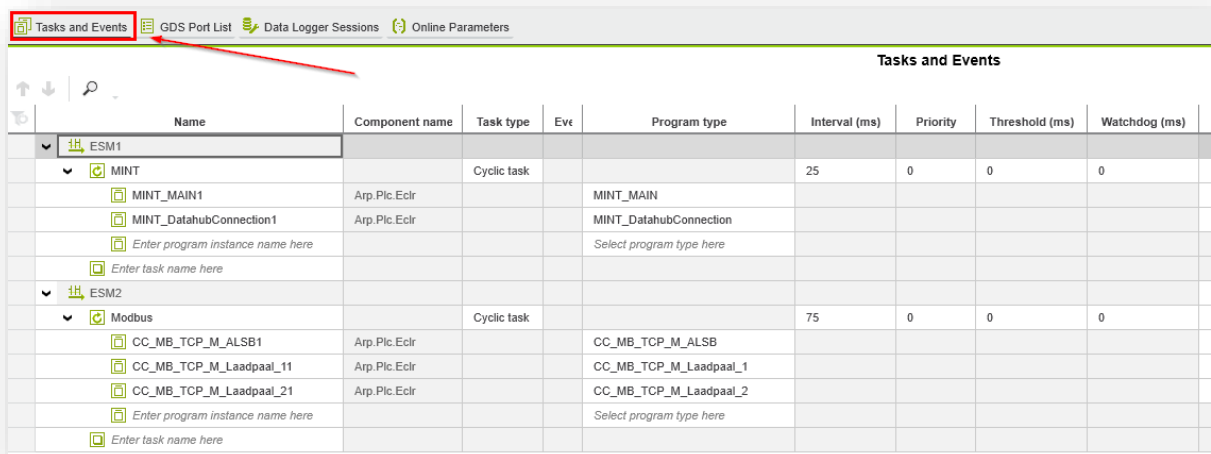 Tasks and Events GDS Port List Data Logger Sessions Online Parameters
Tasks and Events
Name Component name Task type Eve Program type Interval (ms) Priority Threshold (ms) Watchdog (ms)
ESM1
MINT Cyclic task 25 0 0 0
MINT_MAIN1 Arp.Plc.Eclr MINT_MAIN
MINT_DatahubConnection1 Arp.Plc.Eclr MINT_DatahubConnection
Enter program instance name here Select program type here
Enter task name here
ESM2
Modbus Cyclic task 75 0 0 0
CC_MB_TCP_M_ALSB1 Arp.Plc.Eclr CC_MB_TCP_M_ALSB
CC_MB_TCP_M_Laadpaal_11 Arp.Plc.Eclr CC_MB_TCP_M_Laadpaal_1
CC_MB_TCP_M_Laadpaal_21 Arp.Plc.Eclr CC_MB_TCP_M_Laadpaal_2
Enter program instance name here Select program type here
Enter task name here